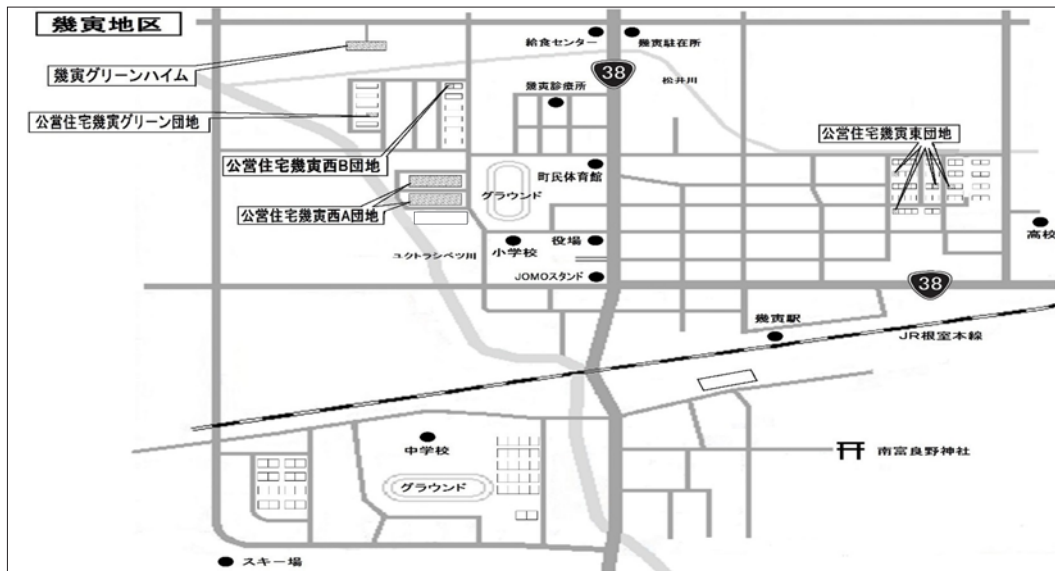 幾寅地区
給食センター
幾寅駐在所
38
幾寅グリーンハイム
松井川
幾寅診療所
公営住宅幾寅グリーン団地
公営住宅幾寅東団地
公営住宅幾寅西B団地
町民体育館
グラウンド
公営住宅幾寅西A団地
高校
役場
小学校
ユクトラシベツ川
JOMOスタンド
38
幾寅駅
JR根室本線
中学校
南富良野神社
グラウンド
スキー場